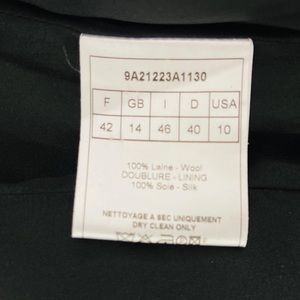 9A21223A1130
F GB I D USA
42 14 46 40 10
100% Laine - Wool
DOUBLURE - LINING
100% Soie - Silk
NETTOYAGE A SEC UNIQUEMENT
DRY CLEAN ONLY